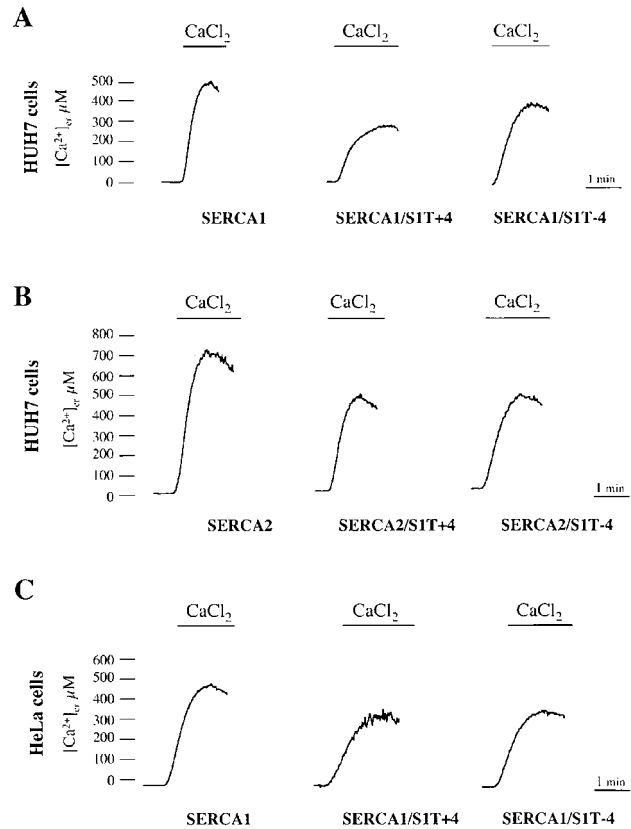 A
CaCl₂ CaCl₂ CaCl₂
HUH7 cells
[Ca²⁺]er µM
500
400
300
200
100
0
1 min
SERCA1 SERCA1/S1T+4 SERCA1/S1T-4
B
CaCl₂ CaCl₂ CaCl₂
HUH7 cells
[Ca²⁺]er µM
800
700
600
500
400
300
200
100
0
1 min
SERCA2 SERCA2/S1T+4 SERCA2/S1T-4
C
CaCl₂ CaCl₂ CaCl₂
HeLa cells
[Ca²⁺]er µM
600
500
400
300
200
100
0
1 min
SERCA1 SERCA1/S1T+4 SERCA1/S1T-4